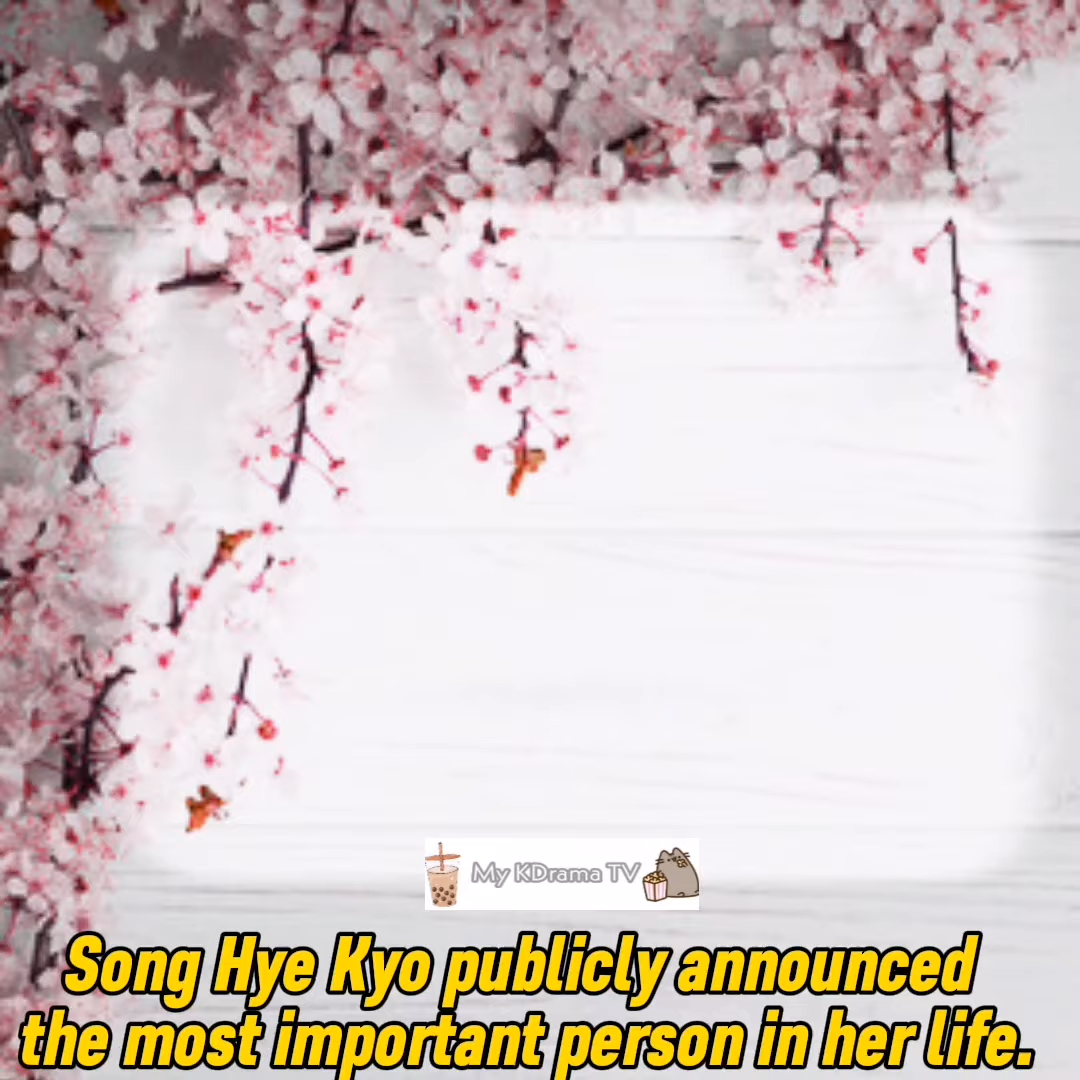 My KDrama TV
Song Hye Kyo publicly announced
the most important person in her life.